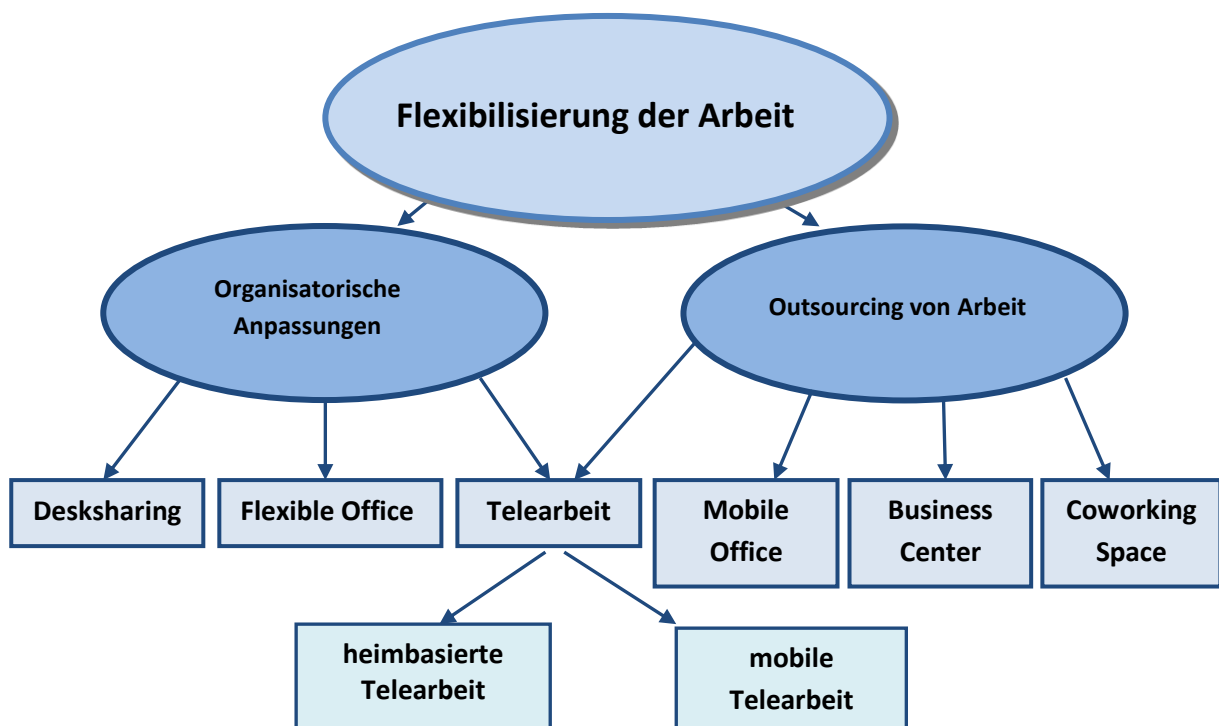 Flexibilisierung der Arbeit
Organisatorische
Anpassungen
Outsourcing von Arbeit
Desksharing
Flexible Office
Telearbeit
Mobile
Office
Business
Center
Coworking
Space
heimbasierte
Telearbeit
mobile
Telearbeit